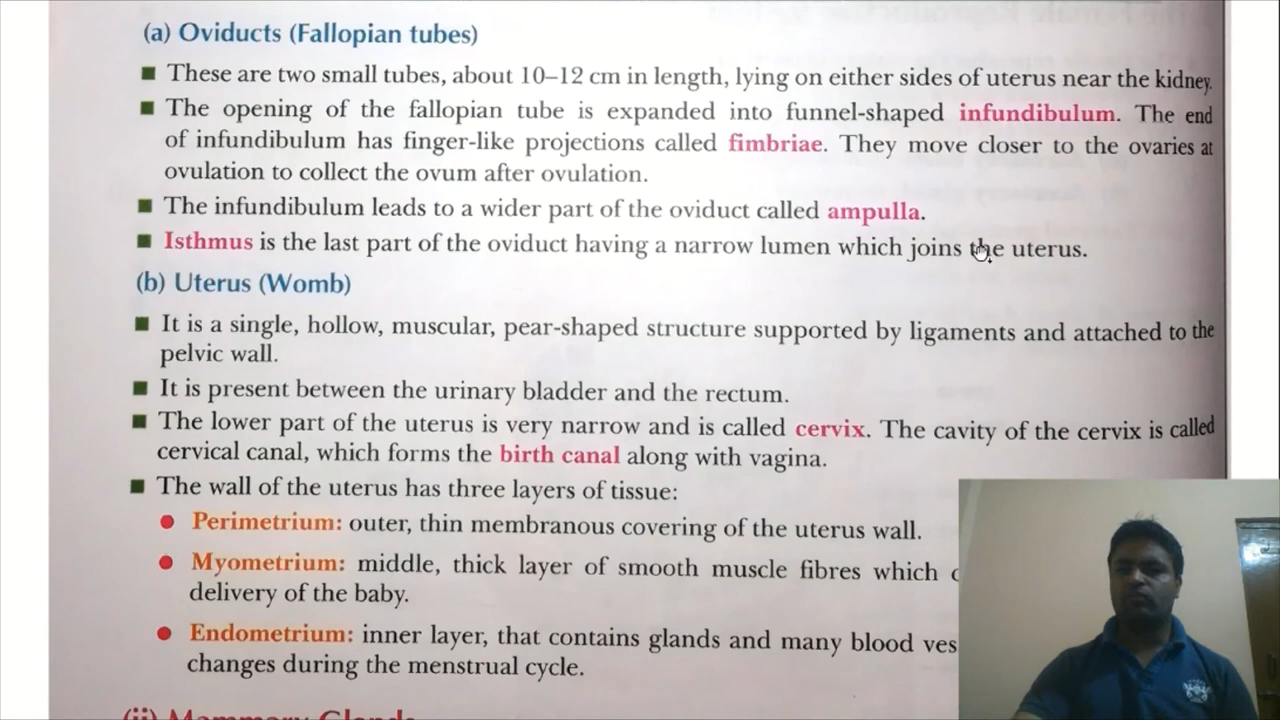 (a) Oviducts (Fallopian tubes)
■ These are two small tubes, about 10–12 cm in length, lying on either sides of uterus near the kidney.
■ The opening of the fallopian tube is expanded into funnel-shaped infundibulum. The end
of infundibulum has finger-like projections called fimbriae. They move closer to the ovaries at
ovulation to collect the ovum after ovulation.
■ The infundibulum leads to a wider part of the oviduct called ampulla.
■ Isthmus is the last part of the oviduct having a narrow lumen which joins the uterus.
(b) Uterus (Womb)
■ It is a single, hollow, muscular, pear-shaped structure supported by ligaments and attached to the
pelvic wall.
■ It is present between the urinary bladder and the rectum.
■ The lower part of the uterus is very narrow and is called cervix. The cavity of the cervix is called
cervical canal, which forms the birth canal along with vagina.
■ The wall of the uterus has three layers of tissue:
● Perimetrium: outer, thin membranous covering of the uterus wall.
● Myometrium: middle, thick layer of smooth muscle fibres which
delivery of the baby.
● Endometrium: inner layer, that contains glands and many blood ves
changes during the menstrual cycle.
(ii) Mammary Glands